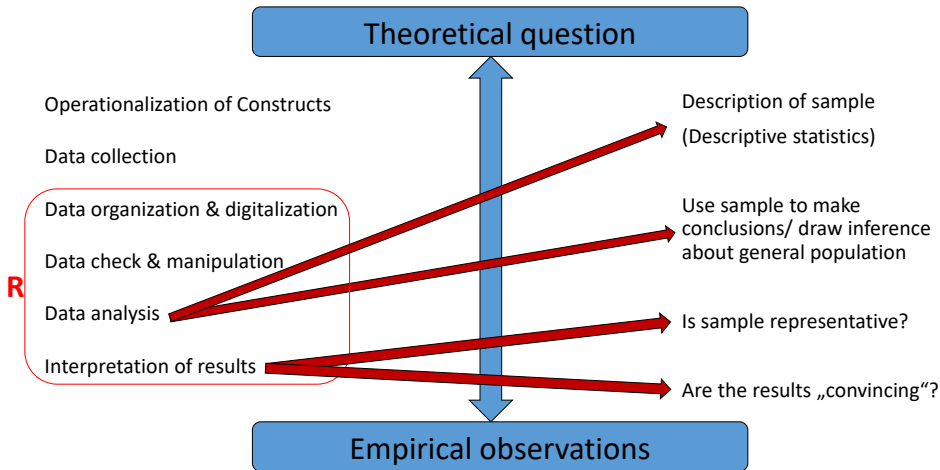 Theoretical question
Operationalization of Constructs
Data collection
Data organization & digitalization
Data check & manipulation
R
Data analysis
Interpretation of results
Description of sample
(Descriptive statistics)
Use sample to make
conclusions/ draw inference
about general population
Is sample representative?
Are the results „convincing“?
Empirical observations